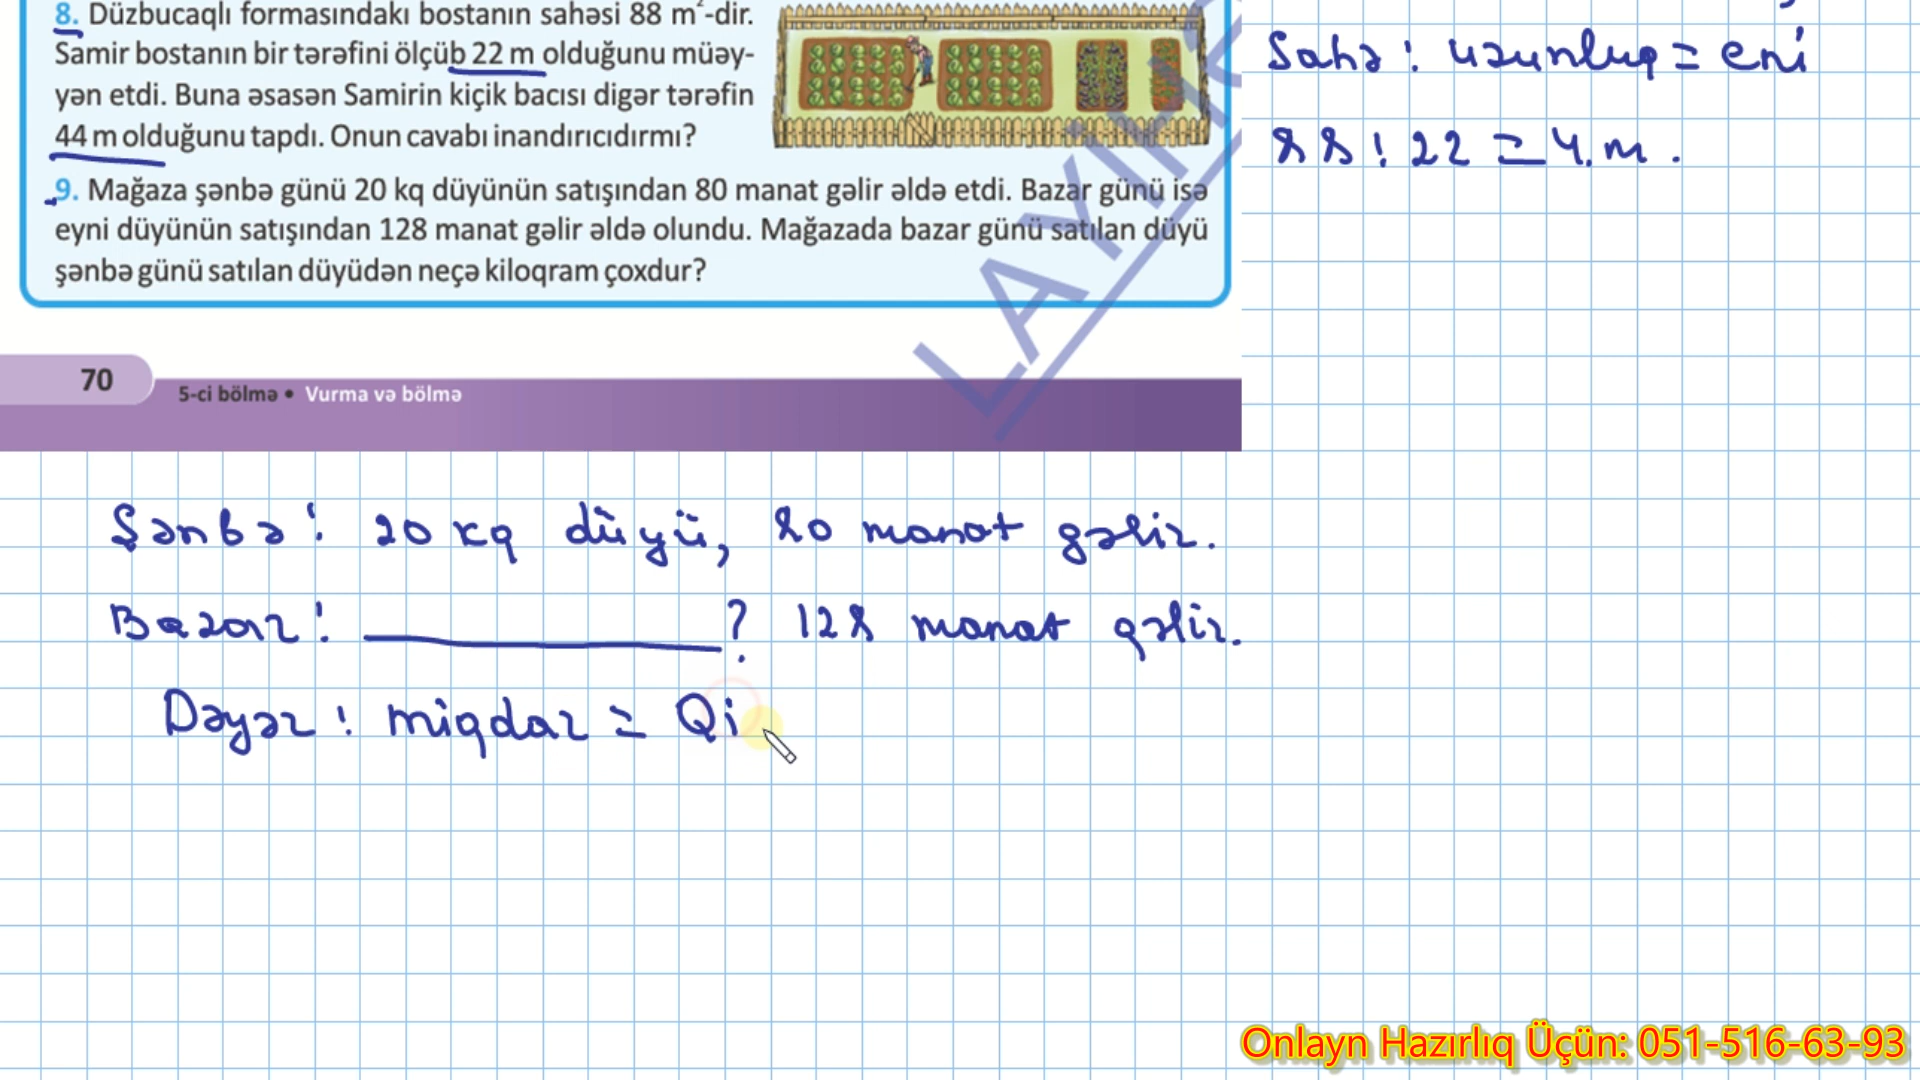 8. Düzbucaqlı formasındakı bostanın sahəsi 88 m²-dir.
Samir bostanın bir tərəfini ölçüb 22 m olduğunu müəy-
yən etdi. Buna əsasən Samirin kiçik bacısı digər tərəfin
44 m olduğunu tapdı. Onun cavabı inandırıcıdırmı?
9. Mağaza şənbə günü 20 kq düyünün satışından 80 manat gəlir əldə etdi. Bazar günü isə
eyni düyünün satışından 128 manat gəlir əldə olundu. Mağazada bazar günü satılan düyü
şənbə günü satılan düyüdən neçə kiloqram çoxdur?
LAYİH
70
5-ci bölmə • Vurma və bölmə
Sahə : uzunluq = eni
88 : 22 = 4. m .
Şənbə : 20 kq düyü, 80 manat gəlir.
Bazar : ? 128 manat gəlir.
Dəyər : miqdar = Qi
Onlayn Hazırlıq Üçün: 051-516-63-93